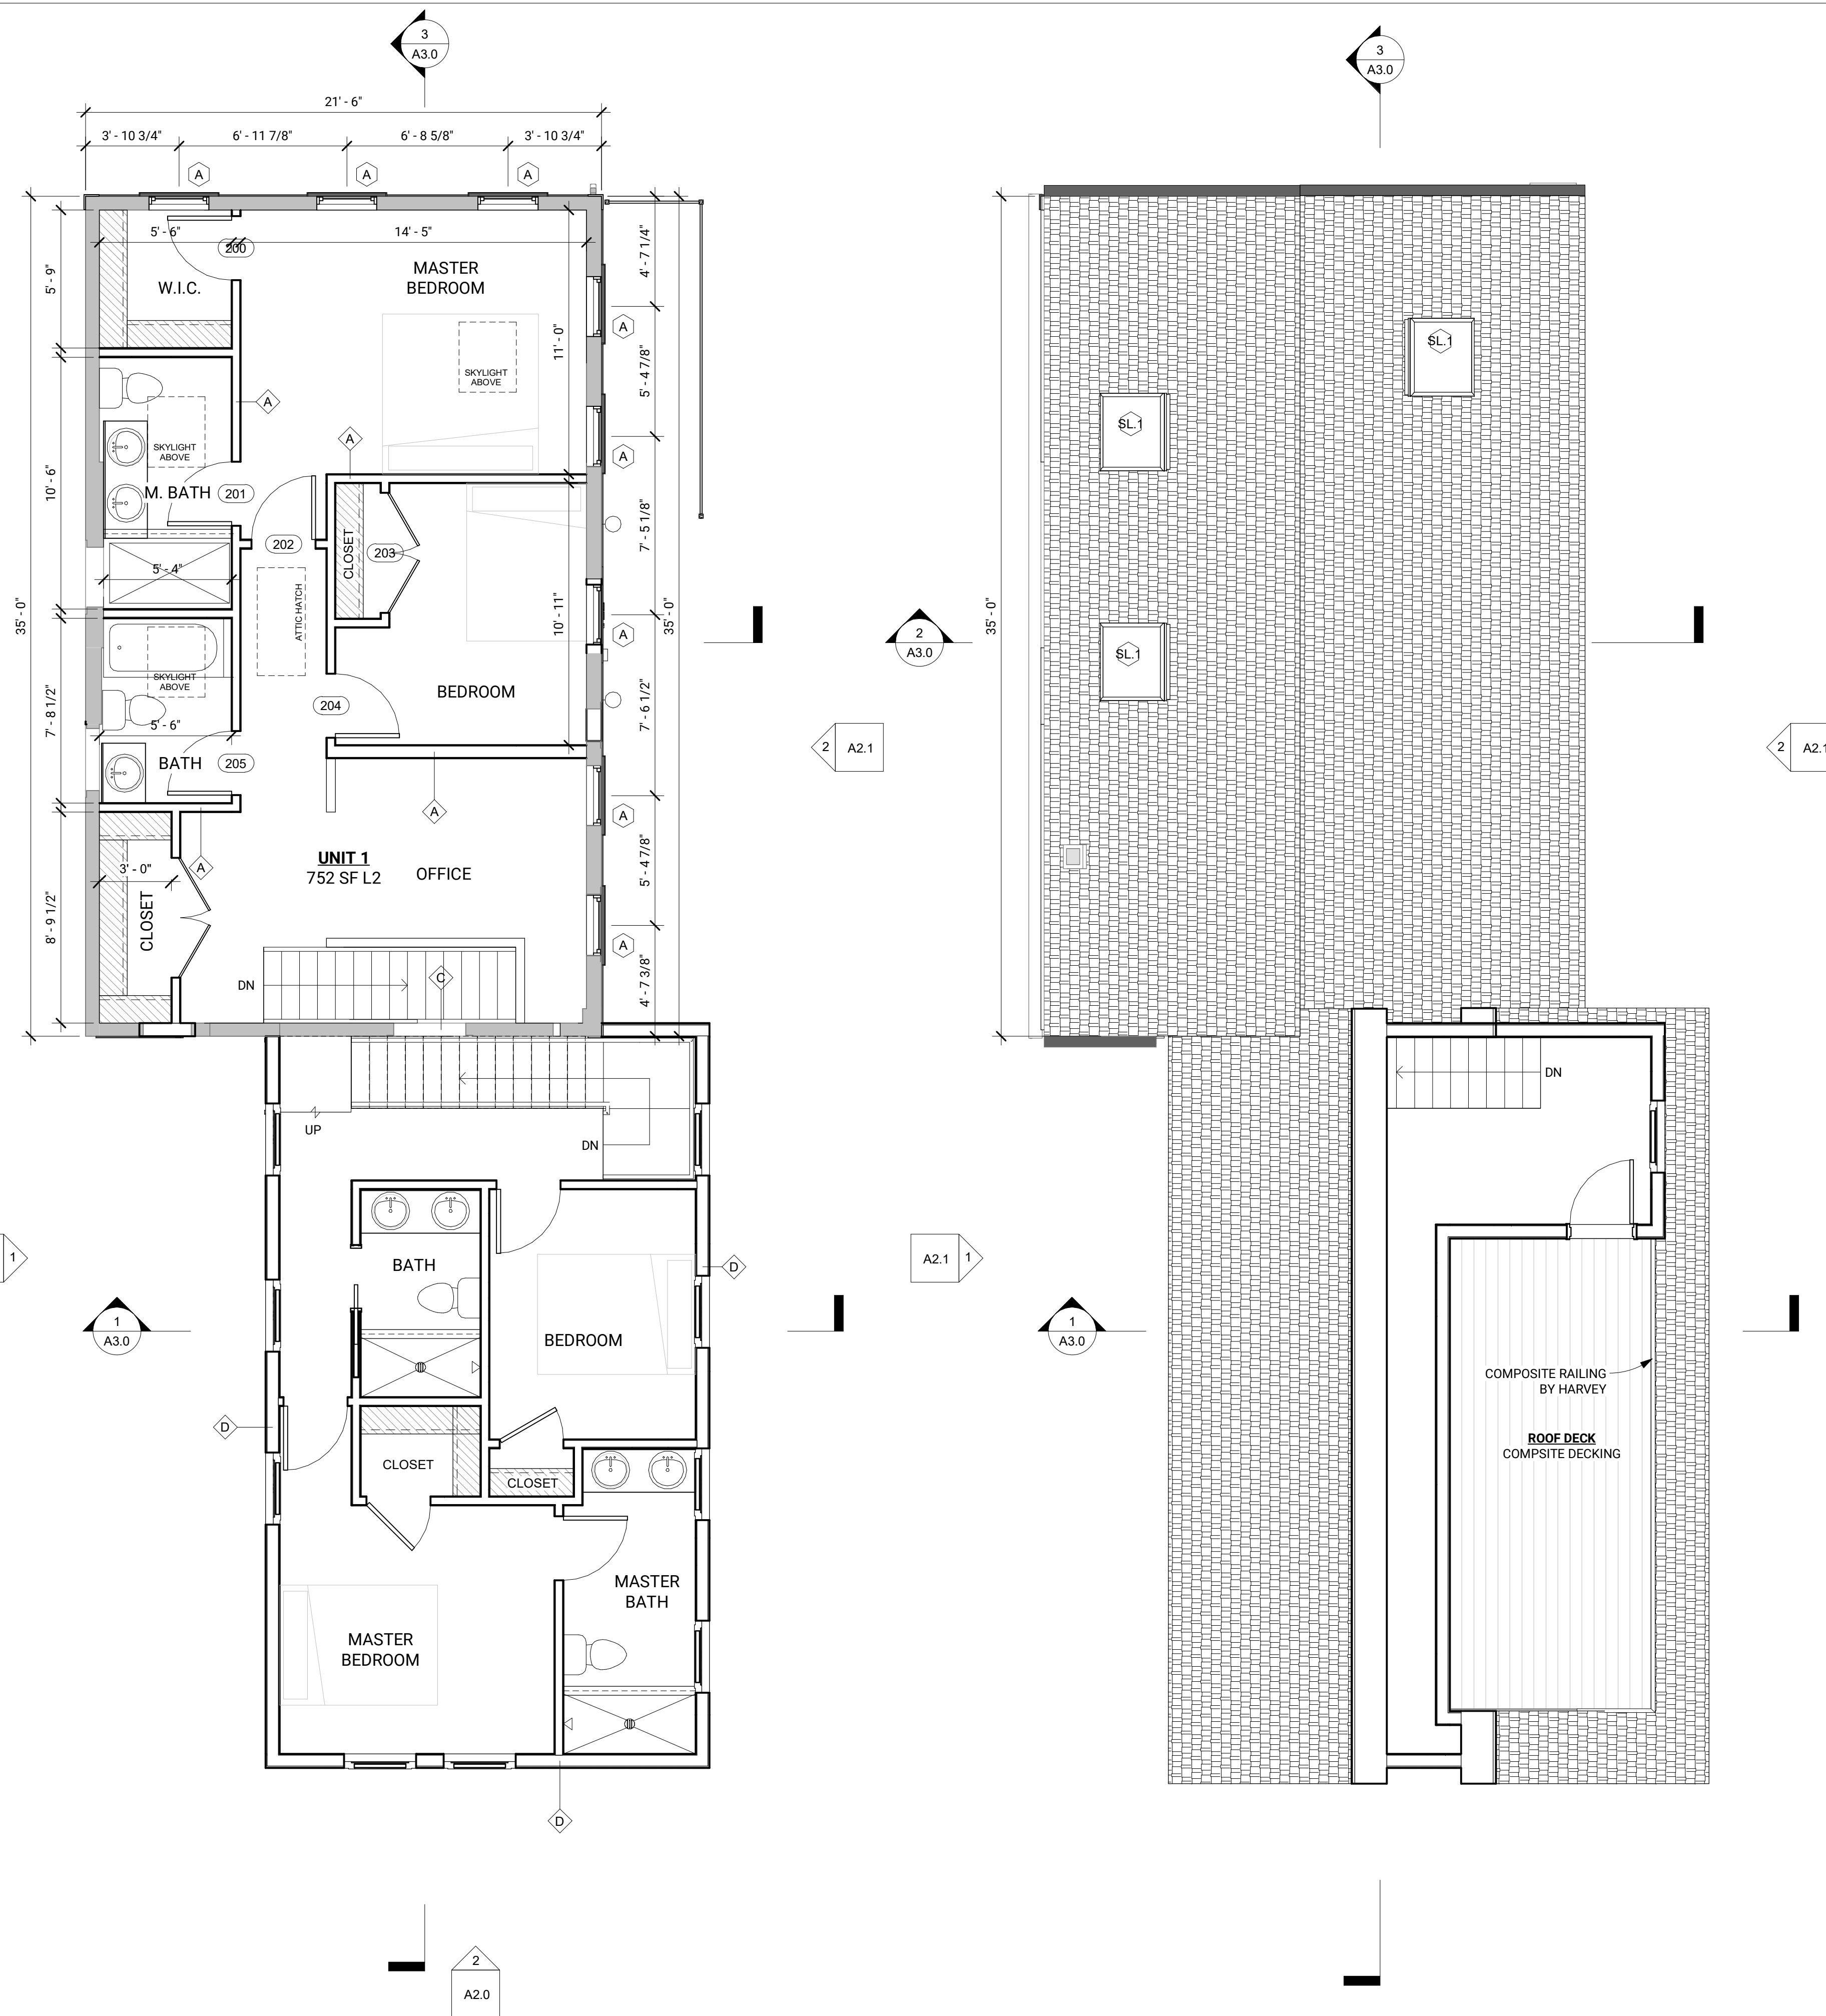 3
A3.0
3
A3.0
21' - 6"
3' - 10 3/4"
6' - 11 7/8"
6' - 8 5/8"
3' - 10 3/4"
A
A
A
5' - 6"
200
14' - 5"
MASTER
BEDROOM
W.I.C.
5' - 9"
4' - 7 1/4"
A
11' - 0"
5' - 4 7/8"
SKYLIGHT
ABOVE
SL.1
A
A
SL.1
SKYLIGHT
ABOVE
A
10' - 6"
M. BATH
201
7' - 5 1/8"
202
CLOSET
203
5' - 4"
ATTIC HATCH
10' - 11"
35' - 0"
35' - 0"
35' - 0"
A
2
A3.0
SL.1
SKYLIGHT
ABOVE
BEDROOM
7' - 8 1/2"
5' - 6"
204
7' - 6 1/2"
2
A2.1
2
A2.1
BATH
205
A
A
UNIT 1
752 SF L2
OFFICE
A
3' - 0"
5' - 4 7/8"
CLOSET
8' - 9 1/2"
A
DN
C
4' - 7 3/8"
DN
UP
DN
BATH
D
1
A2.1
1
1
A3.0
BEDROOM
1
A3.0
COMPOSITE RAILING
BY HARVEY
D
ROOF DECK
COMPSITE DECKING
CLOSET
CLOSET
MASTER
BATH
MASTER
BEDROOM
D
2
A2.0